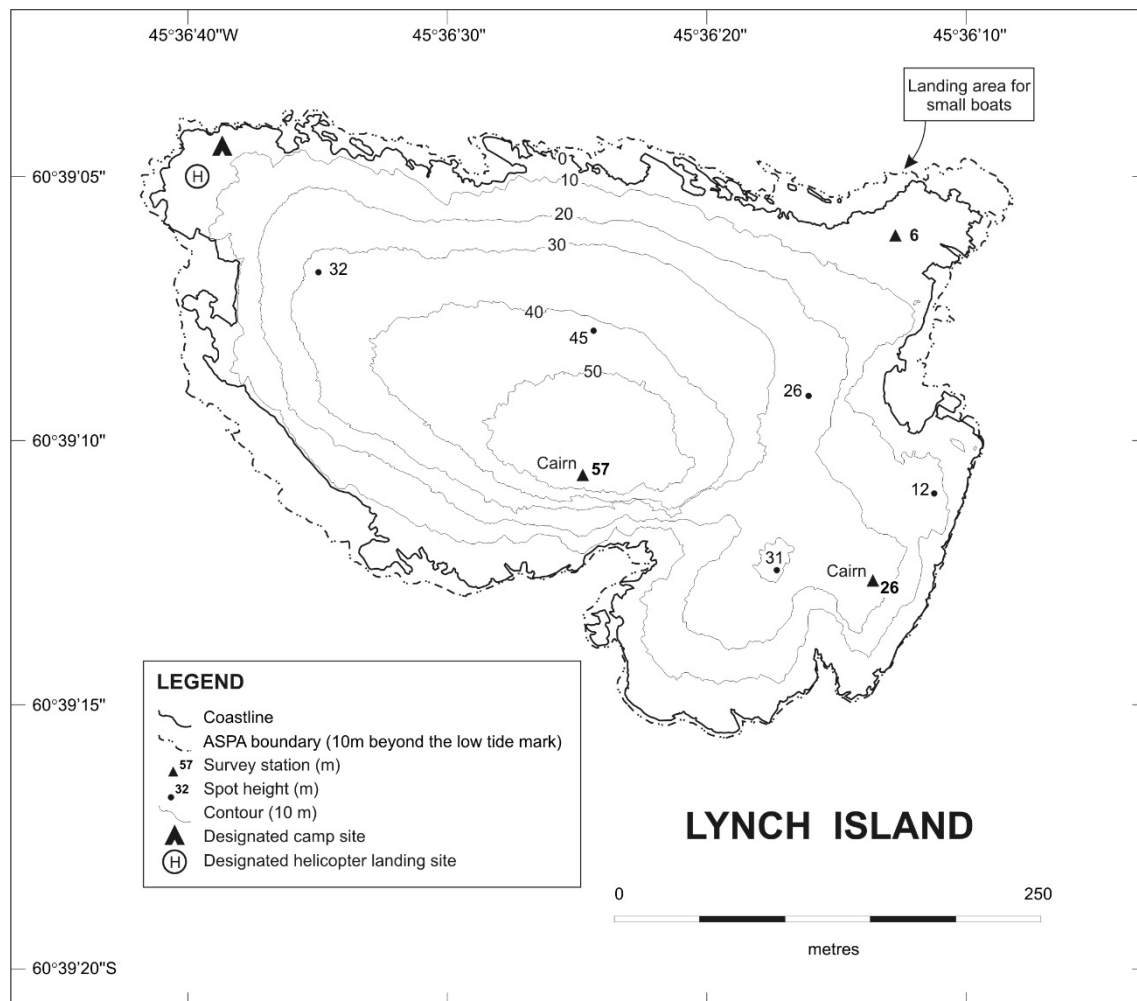 45°36'40"W
45°36'30"
45°36'20"
45°36'10"
Landing area for
small boats
60°39'05"
H
0
10
20
30
6
32
40
45
50
26
60°39'10"
Cairn
57
12
31
Cairn
26
LEGEND
Coastline
ASPA boundary (10m beyond the low tide mark)
57 Survey station (m)
32 Spot height (m)
Contour (10 m)
Designated camp site
H Designated helicopter landing site
60°39'15"
LYNCH ISLAND
0
250
metres
60°39'20"S